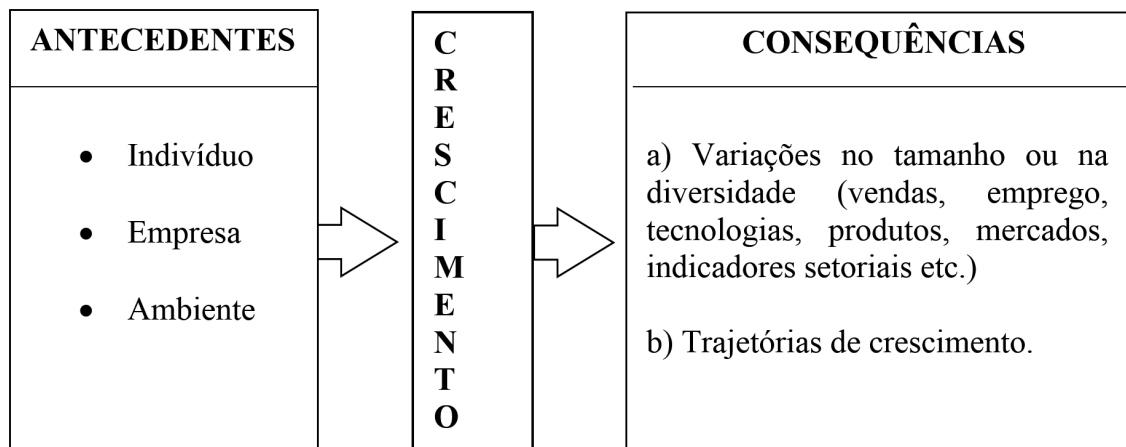 ANTECEDENTES
• Indivíduo
• Empresa
• Ambiente
C
R
E
S
C
I
M
E
N
T
O
CONSEQUÊNCIAS
a) Variações no tamanho ou na
diversidade (vendas, emprego,
tecnologias, produtos, mercados,
indicadores setoriais etc.)
b) Trajetórias de crescimento.